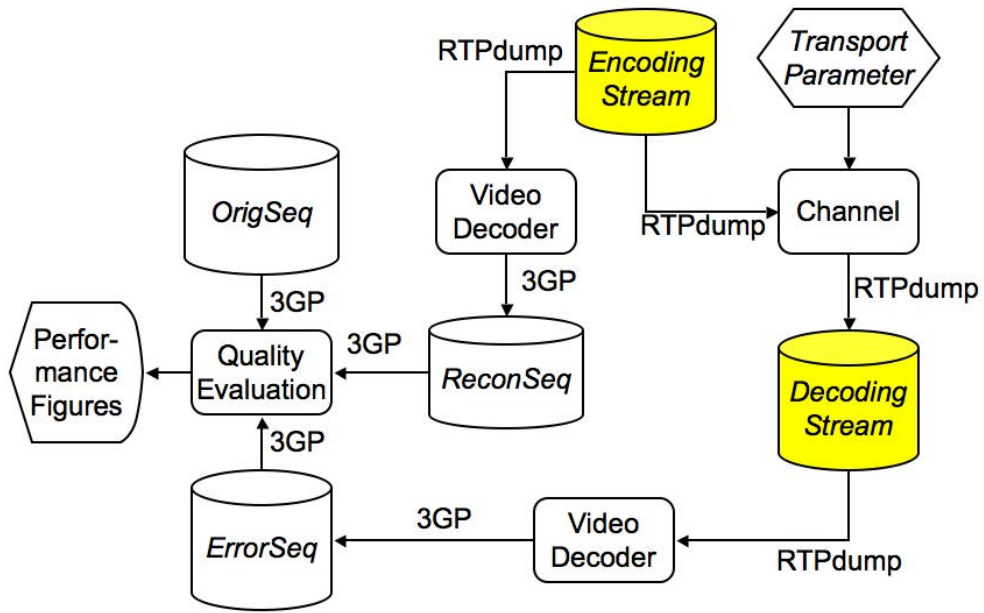 RTPdump
Encoding
Stream
Transport
Parameter
OrigSeq
Video
Decoder
RTPdump
Channel
3GP
3GP
RTPdump
Perfor-
mance
Figures
Quality
Evaluation
3GP
ReconSeq
Decoding
Stream
3GP
ErrorSeq
3GP
Video
Decoder
RTPdump